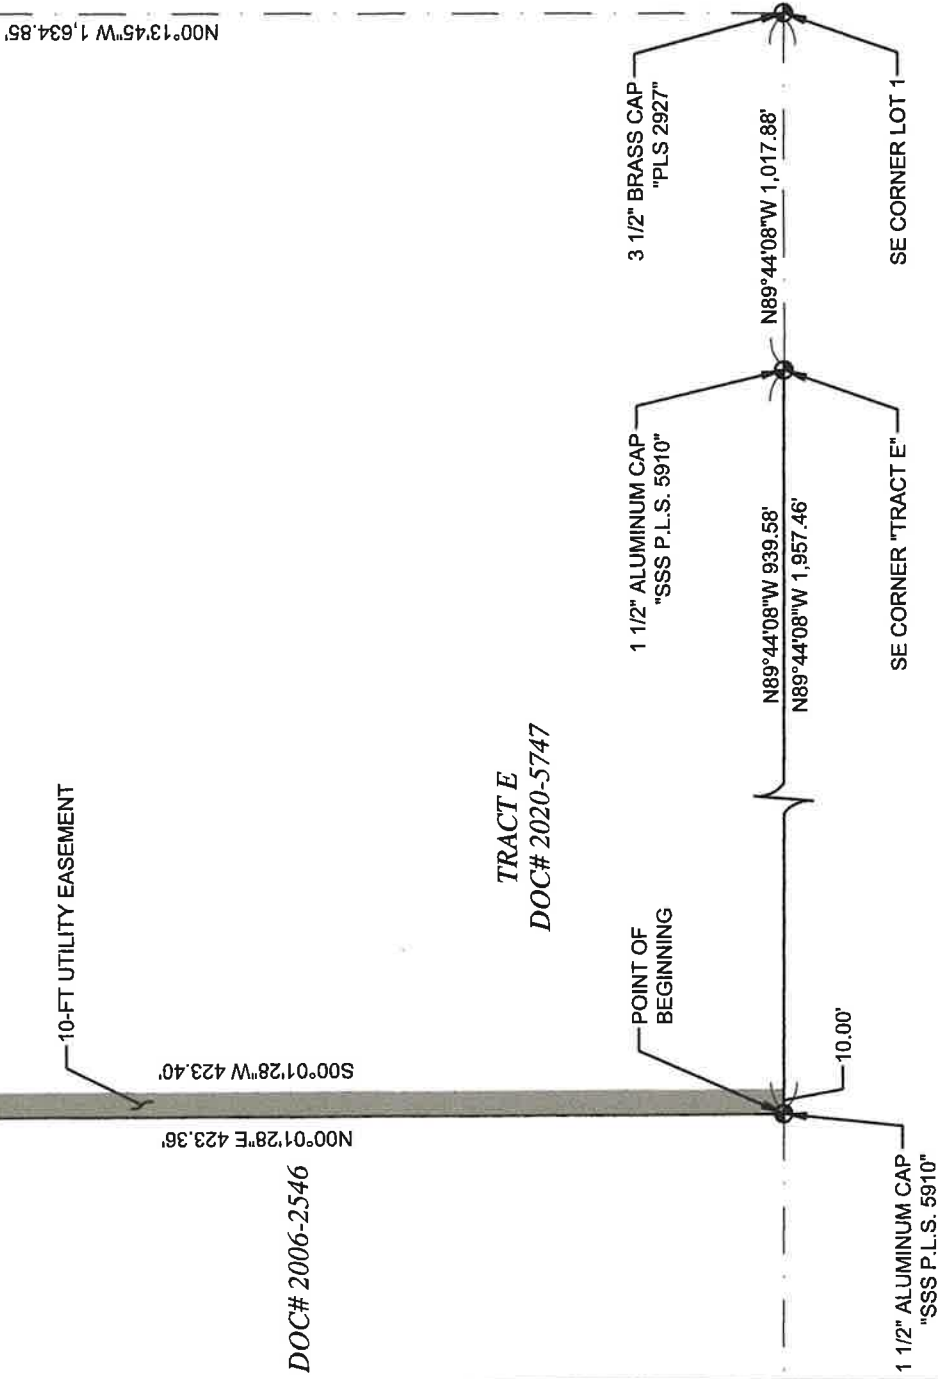 N00°13'45"W 1,634.85'
10-FT UTILITY EASEMENT
S00°01'28"W 423.40'
N00°01'28"E 423.36'
DOC# 2006-2546
TRACT E
DOC# 2020-5747
3 1/2" BRASS CAP
"PLS 2927"
1 1/2" ALUMINUM CAP
"SSS P.L.S. 5910"
POINT OF
BEGINNING
N89°44'08"W 1,017.88'
N89°44'08"W 939.58'
N89°44'08"W 1,957.46'
10.00'
SE CORNER LOT 1
SE CORNER "TRACT E"
1 1/2" ALUMINUM CAP
"SSS P.L.S. 5910"